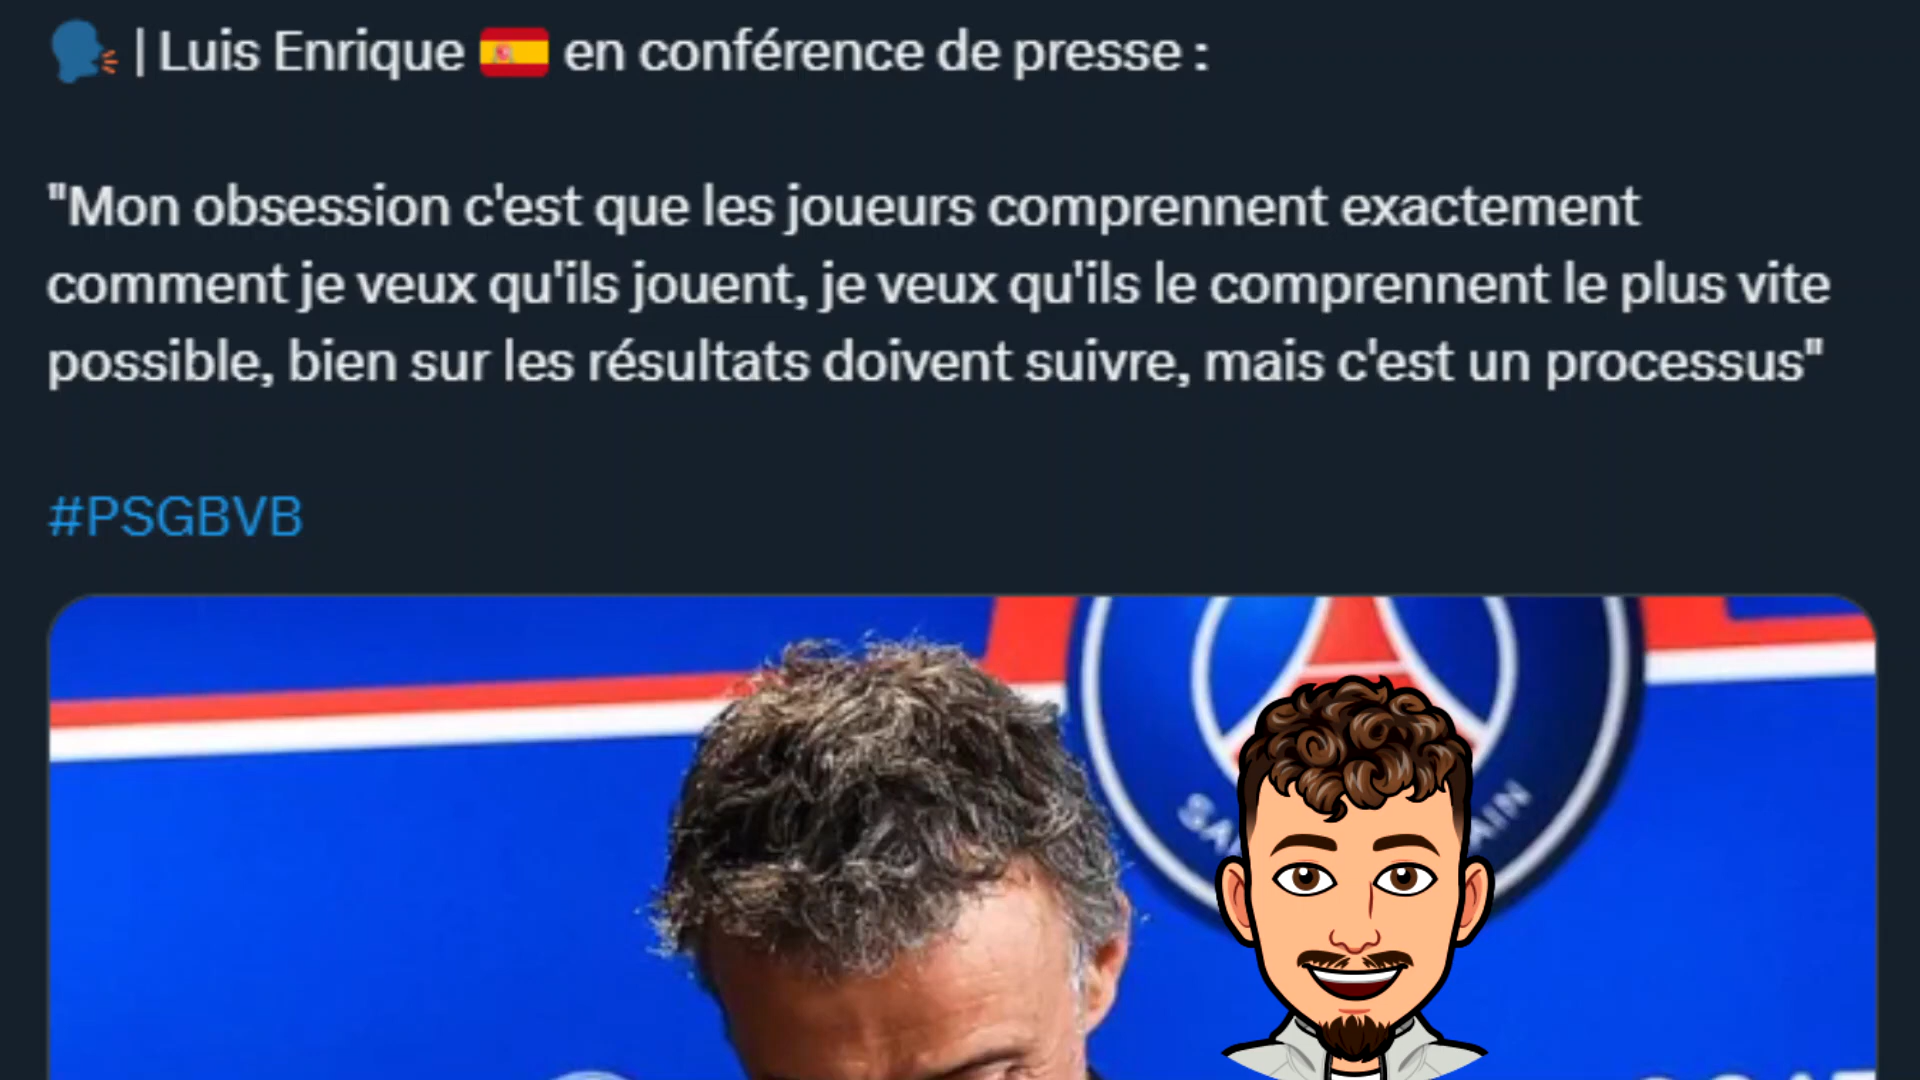 🗣️ | Luis Enrique 🇪🇸 en conférence de presse :
"Mon obsession c'est que les joueurs comprennent exactement
comment je veux qu'ils jouent, je veux qu'ils le comprennent le plus vite
possible, bien sur les résultats doivent suivre, mais c'est un processus"
#PSGBVB